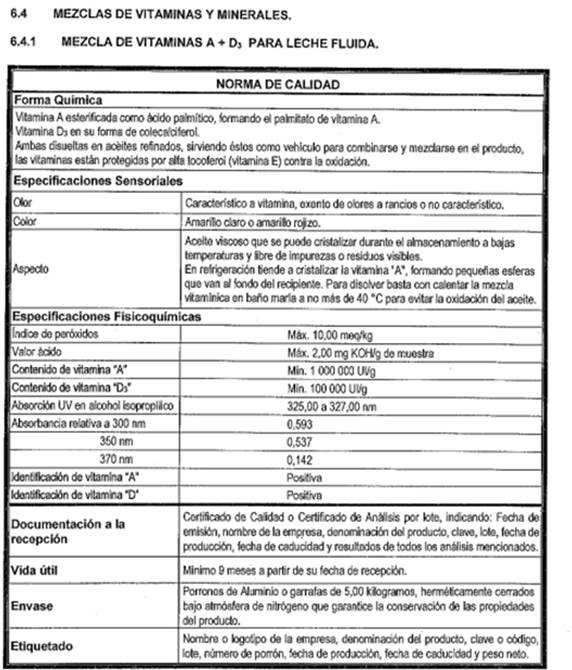 6.4 MEZCLAS DE VITAMINAS Y MINERALES.
6.4.1 MEZCLA DE VITAMINAS A + D₃ PARA LECHE FLUIDA.
NORMA DE CALIDAD
Forma Química
Vitamina A esterificada como ácido palmítico, formando el palmitato de vitamina A.
Vitamina D₃ en su forma de colecalciferol.
Ambas disueltas en aceites refinados, sirviendo éstos como vehículo para combinarse y mezclarse en el producto,
las vitaminas están protegidas por alfa tocoferol (vitamina E) contra la oxidación.
Especificaciones Sensoriales
Olor Característico a vitamina, exento de olores a rancios o no característico.
Color Amarillo claro o amarillo rojizo.
Aspecto Aceite viscoso que se puede cristalizar durante el almacenamiento a bajas
temperaturas y libre de impurezas o residuos visibles.
En refrigeración tiende a cristalizar la vitamina "A", formando pequeñas esferas
que van al fondo del recipiente. Para disolver basta con calentar la mezcla
vitamínica en baño maría a no más de 40 °C para evitar la oxidación del aceite.
Especificaciones Fisicoquímicas
Índice de peróxidos Máx. 10,00 meq/kg
Valor ácido Máx. 2,00 mg KOH/g de muestra
Contenido de vitamina "A" Min. 1 000 000 UI/g
Contenido de vitamina "D₃" Min. 100 000 UI/g
Absorción UV en alcohol isopropílico 325,00 a 327,00 nm
Absorbancia relativa a 300 nm 0,593
350 nm 0,537
370 nm 0,142
Identificación de vitamina "A" Positiva
Identificación de vitamina "D" Positiva
Documentación a la recepción Certificado de Calidad o Certificado de Análisis por lote, indicando: Fecha de
emisión, nombre de la empresa, denominación del producto, clave, lote, fecha de
producción, fecha de caducidad y resultados de todos los análisis mencionados.
Vida útil Mínimo 9 meses a partir de su fecha de recepción.
Envase Porrones de Aluminio o garrafas de 5,00 kilogramos, herméticamente cerrados
bajo atmósfera de nitrógeno que garantice la conservación de las propiedades
del producto.
Etiquetado Nombre o logotipo de la empresa, denominación del producto, clave o código,
lote, número de porrón, fecha de producción, fecha de caducidad y peso neto.